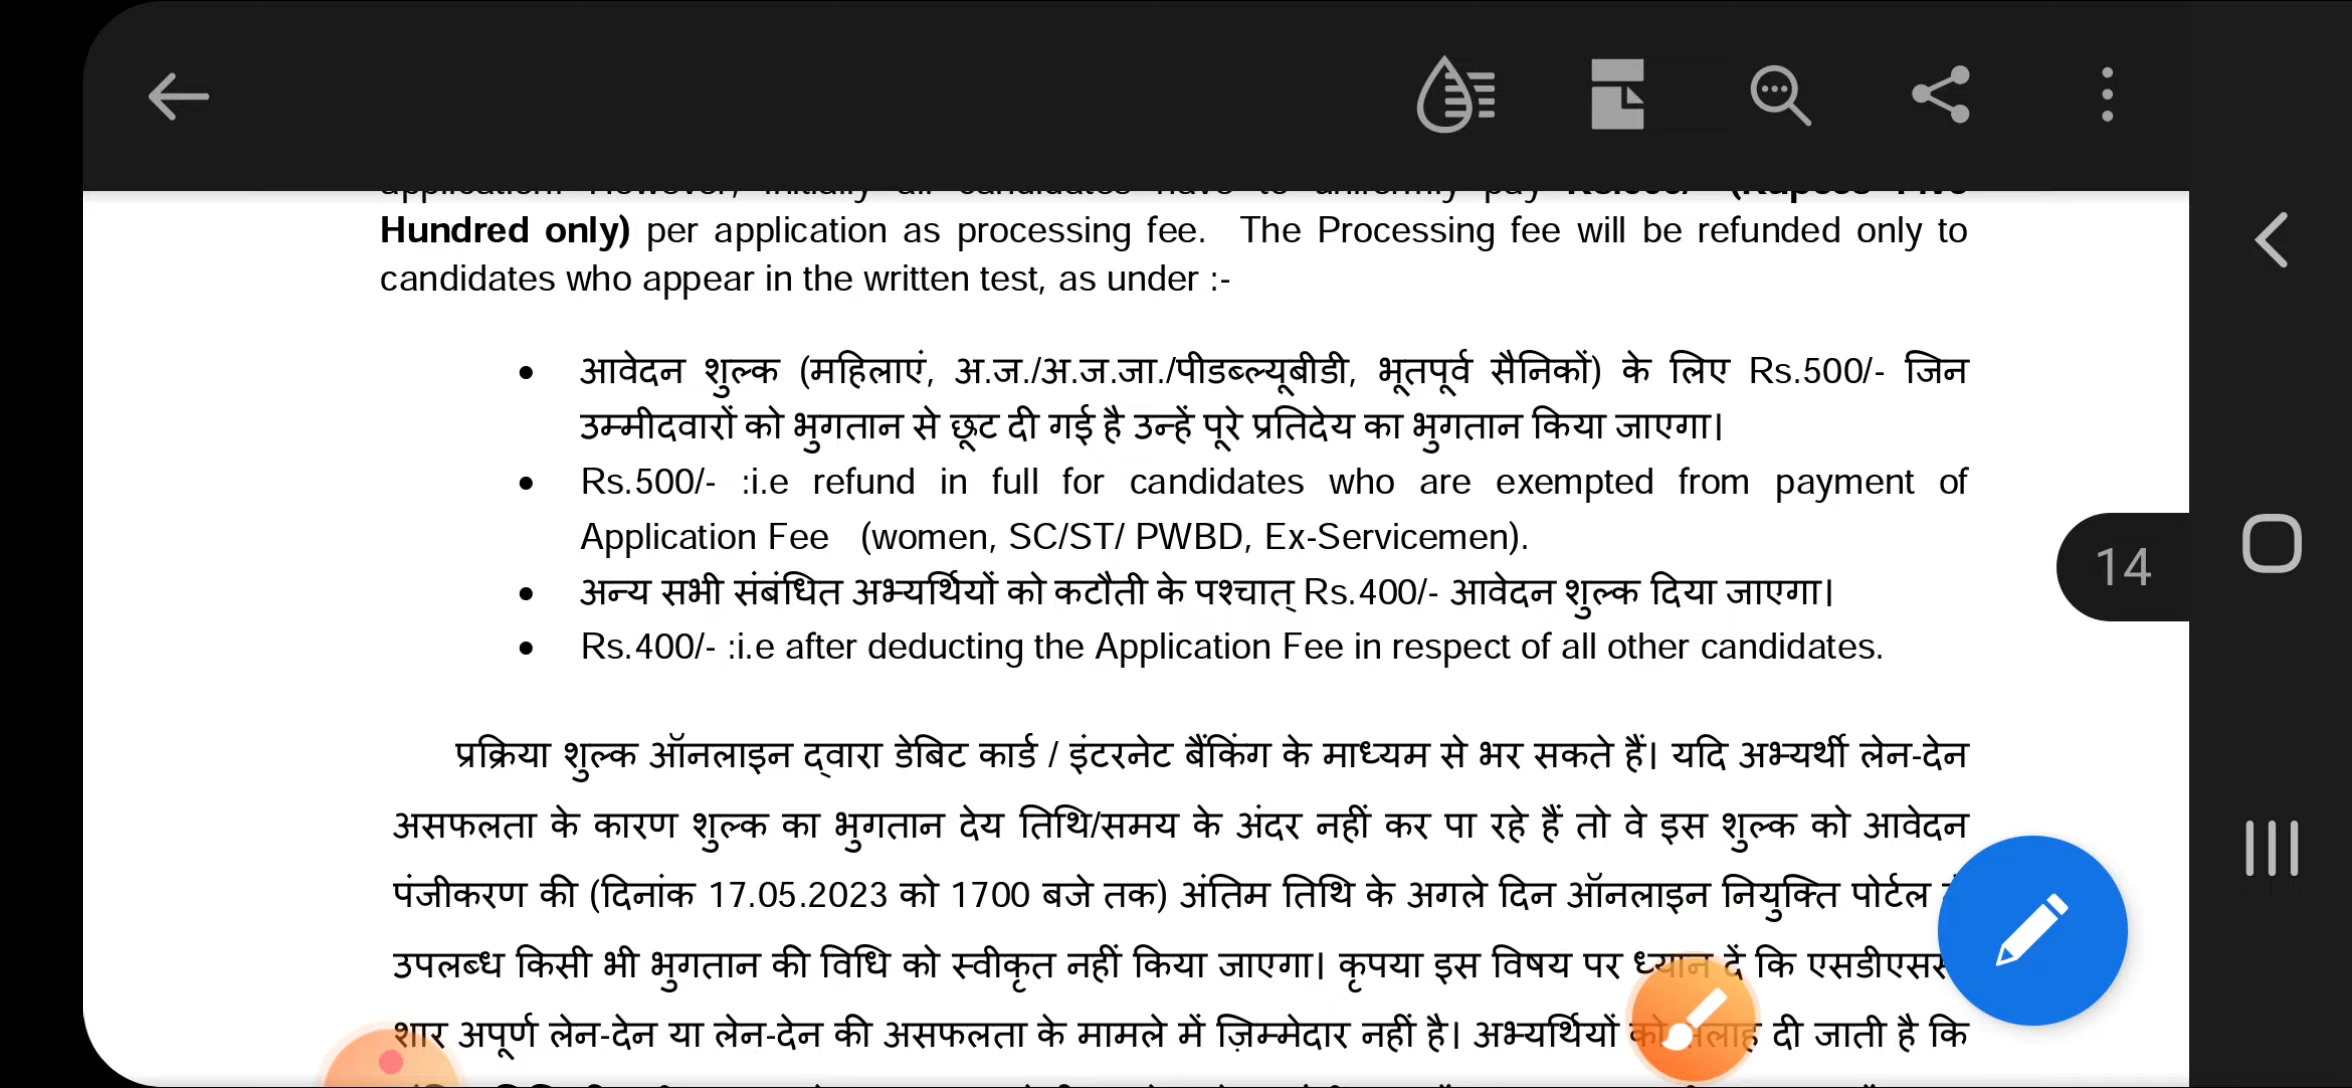 Hundred only) per application as processing fee. The Processing fee will be refunded only to
candidates who appear in the written test, as under :-
• आवेदन शुल्क (महिलाएं, अ.ज./अ.ज.जा./पीडब्ल्यूबीडी, भूतपूर्व सैनिकों) के लिए Rs.500/- जिन
उम्मीदवारों को भुगतान से छूट दी गई है उन्हें पूरे प्रतिदेय का भुगतान किया जाएगा।
• Rs.500/- :i.e refund in full for candidates who are exempted from payment of
Application Fee (women, SC/ST/ PWBD, Ex-Servicemen).
• अन्य सभी संबंधित अभ्यर्थियों को कटौती के पश्चात् Rs.400/- आवेदन शुल्क दिया जाएगा।
• Rs.400/- :i.e after deducting the Application Fee in respect of all other candidates.
14
प्रक्रिया शुल्क ऑनलाइन द्वारा डेबिट कार्ड / इंटरनेट बैंकिंग के माध्यम से भर सकते हैं। यदि अभ्यर्थी लेन-देन
असफलता के कारण शुल्क का भुगतान देय तिथि/समय के अंदर नहीं कर पा रहे हैं तो वे इस शुल्क को आवेदन
पंजीकरण की (दिनांक 17.05.2023 को 1700 बजे तक) अंतिम तिथि के अगले दिन ऑनलाइन नियुक्ति पोर्टल
उपलब्ध किसी भी भुगतान की विधि को स्वीकृत नहीं किया जाएगा। कृपया इस विषय पर ध्यान दें कि
शार अपूर्ण लेन-देन या लेन-देन की असफलता के मामले में ज़िम्मेदार नहीं है। अभ्यर्थियों को दी जाती है कि